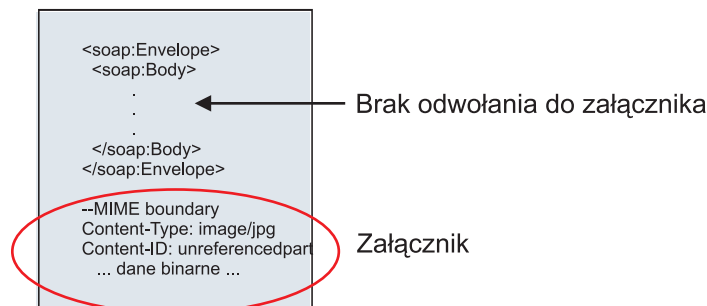 <soap:Envelope>
<soap:Body>
.
.
.
Brak odwołania do załącznika
</soap:Body>
</soap:Envelope>
--MIME boundary
Content-Type: image/jpg
Content-ID: unreferencedpart
... dane binarne ...
Załącznik